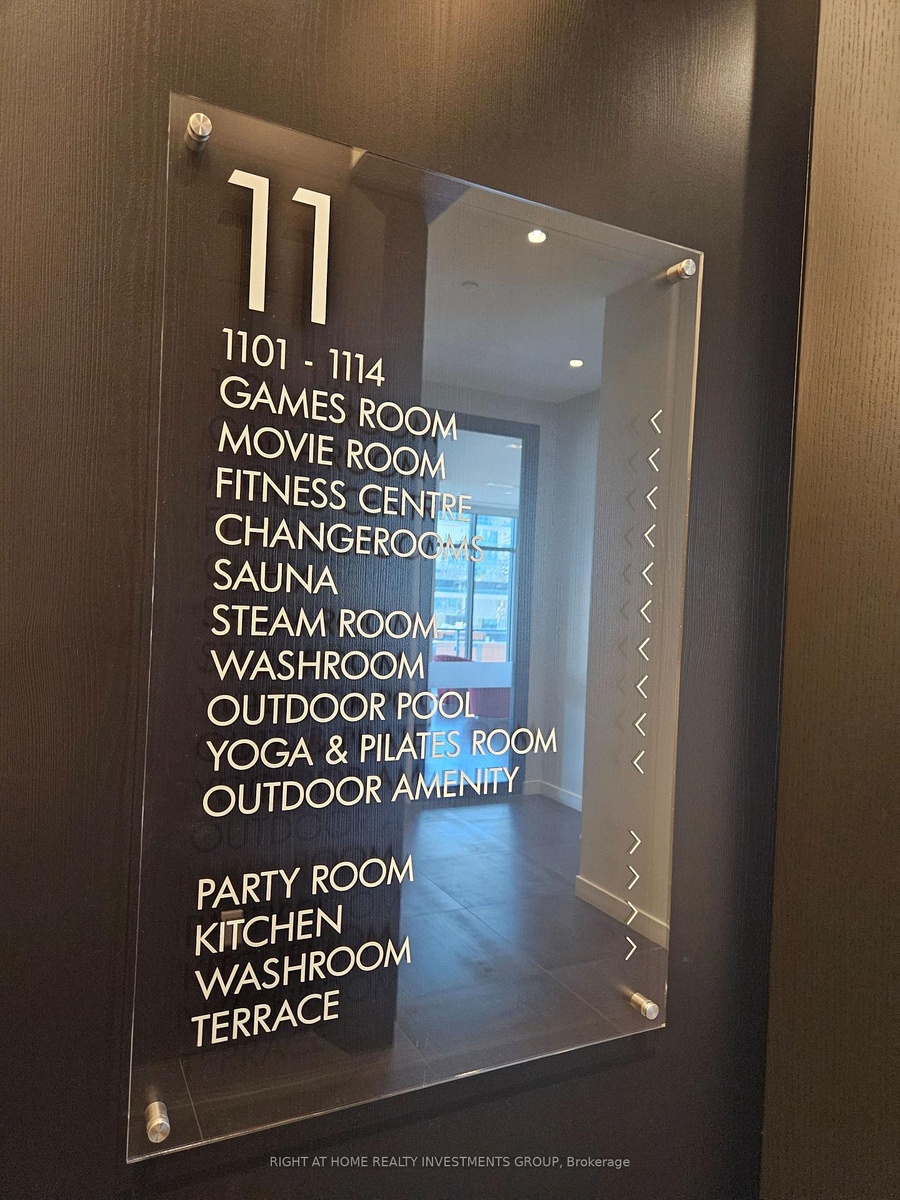 11
1101 - 1114
GAMES ROOM
MOVIE ROOM
FITNESS CENTRE
CHANGEROOMS
SAUNA
STEAM ROOM
WASHROOM
OUTDOOR POOL
YOGA & PILATES ROOM
OUTDOOR AMENITY
PARTY ROOM
KITCHEN
WASHROOM
TERRACE
RIGHT AT HOME REALTY INVESTMENTS GROUP, Brokerage